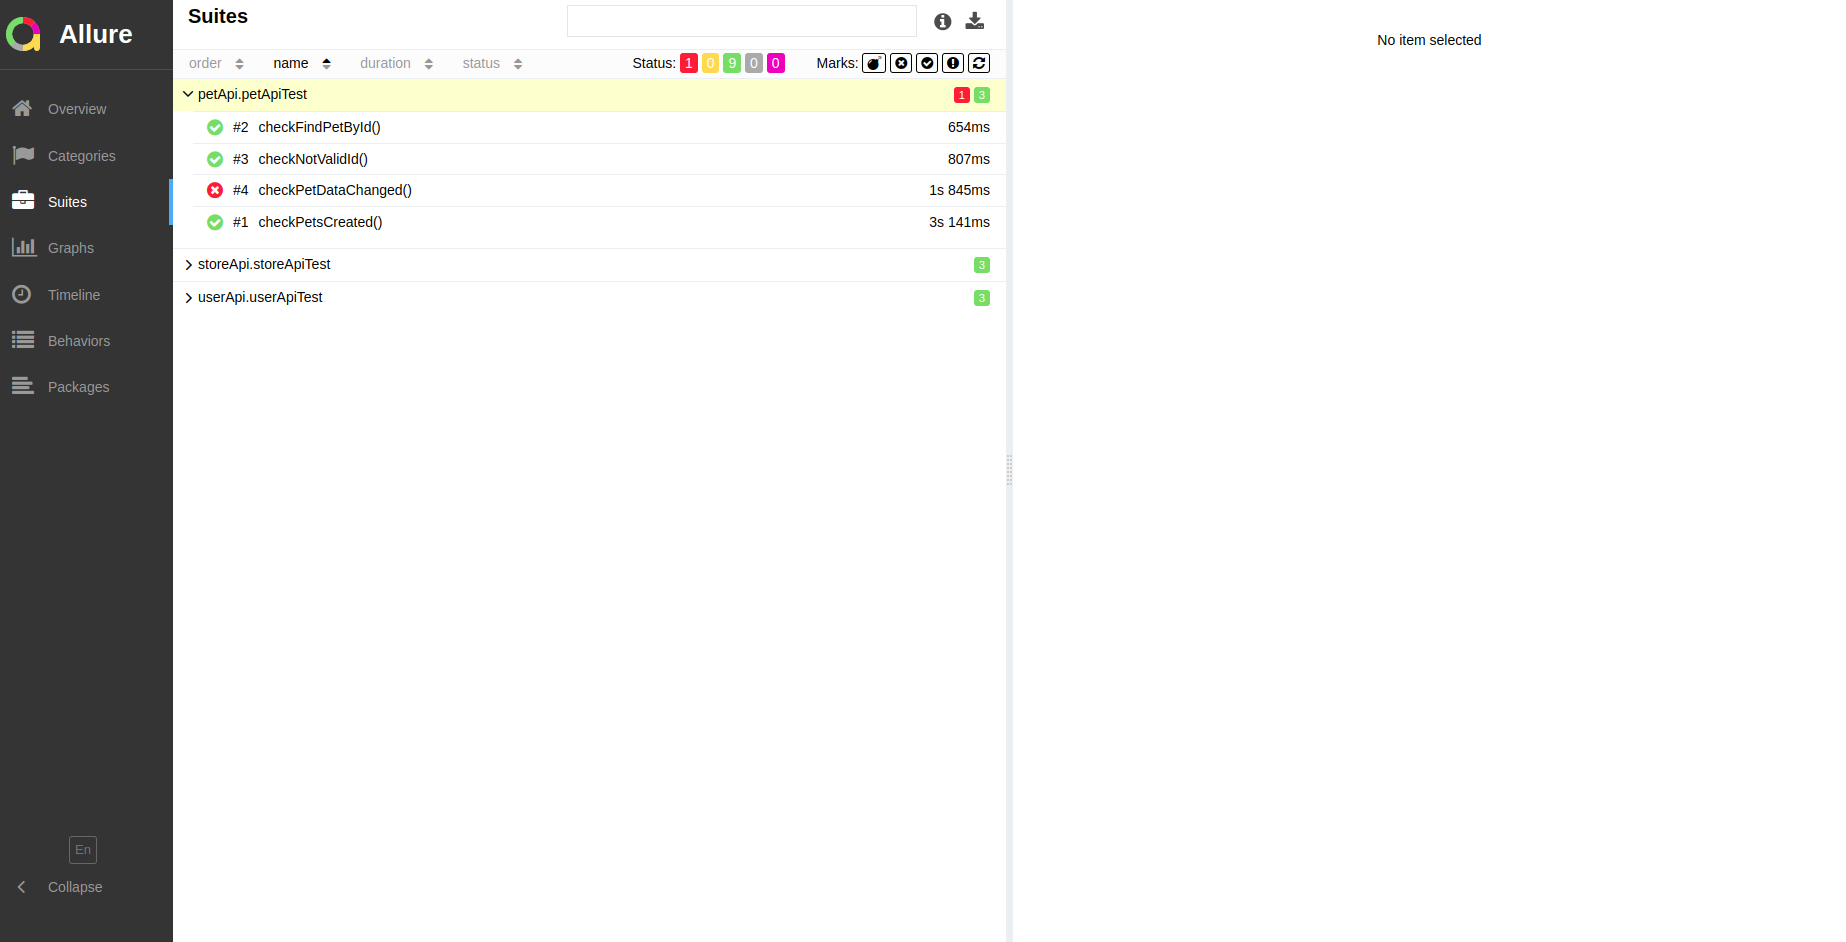 Allure
Overview
Categories
Suites
Graphs
Timeline
Behaviors
Packages
En
Collapse
Suites
order name duration status Status: 1 0 9 0 0 Marks:
petApi.petApiTest 1 3
#2 checkFindPetById() 654ms
#3 checkNotValidId() 807ms
#4 checkPetDataChanged() 1s 845ms
#1 checkPetsCreated() 3s 141ms
storeApi.storeApiTest 3
userApi.userApiTest 3
No item selected